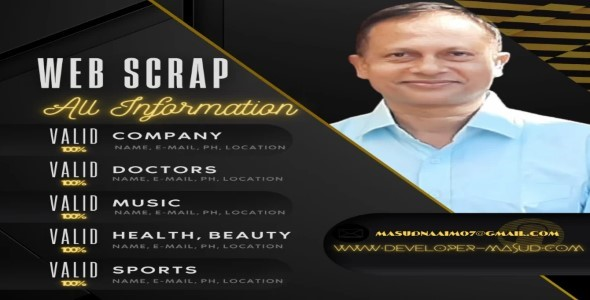 WEB SCRAP
All Information
VALID COMPANY
100% NAME, E-MAIL, PH, LOCATION
VALID DOCTORS
100% NAME, E-MAIL, PH, LOCATION
VALID MUSIC
100% NAME, E-MAIL, PH, LOCATION
VALID HEALTH, BEAUTY
100% NAME, E-MAIL, PH, LOCATION
VALID SPORTS
100% NAME, E-MAIL, PH, LOCATION
MASUDNAAIM07@GMAIL.COM
WWW.DEVELOPER-MASUD.COM